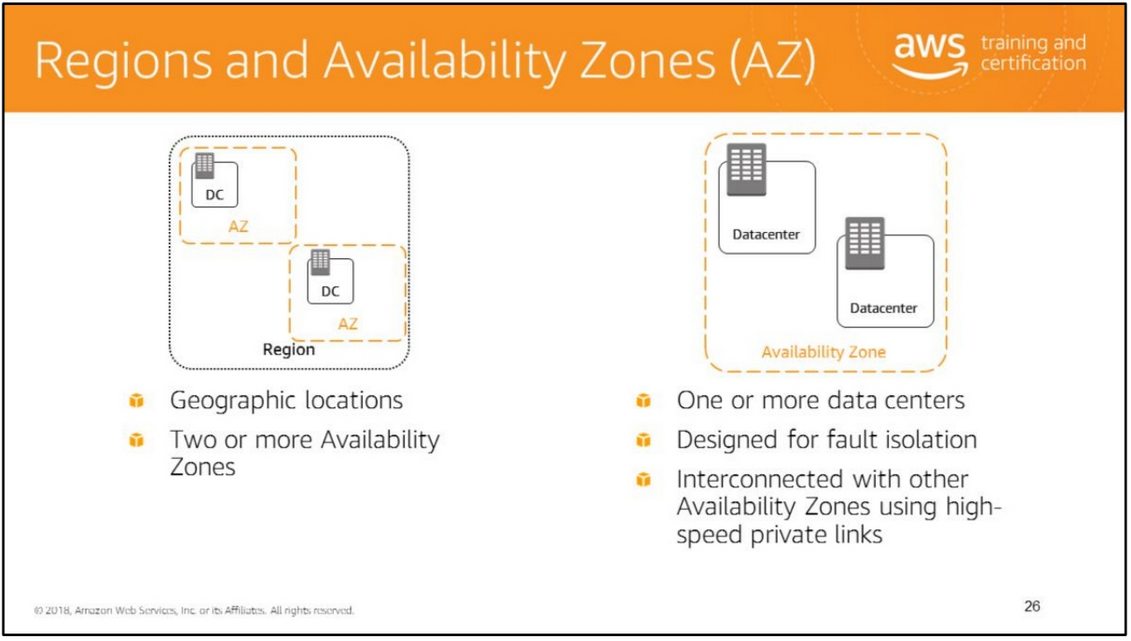 Regions and Availability Zones (AZ)
aws training and
certification
DC
AZ
DC
AZ
Region
Datacenter
Datacenter
Availability Zone
Geographic locations
Two or more Availability
Zones
One or more data centers
Designed for fault isolation
Interconnected with other
Availability Zones using high-
speed private links
© 2018, Amazon Web Services, Inc. or its Affiliates. All rights reserved.
26